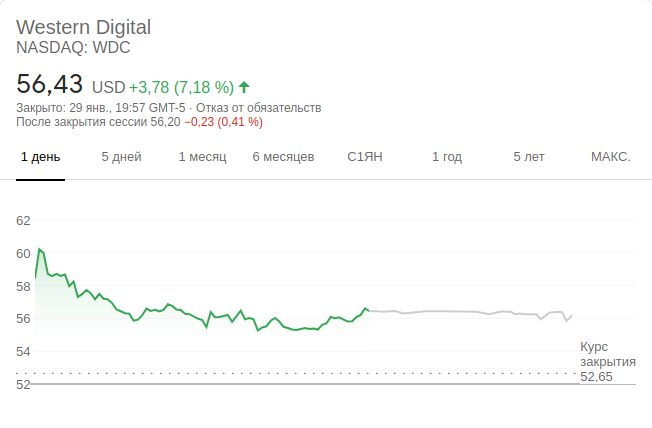 Western Digital
NASDAQ: WDC
56,43 USD +3,78 (7,18 %)
Закрыто: 29 янв., 19:57 GMT-5 · Отказ от обязательств
После закрытия сессии 56,20 −0,23 (0,41 %)
1 день 5 дней 1 месяц 6 месяцев С1ЯН 1 год 5 лет МАКС.
62
60
58
56
54
Курс
закрытия
52,65
52